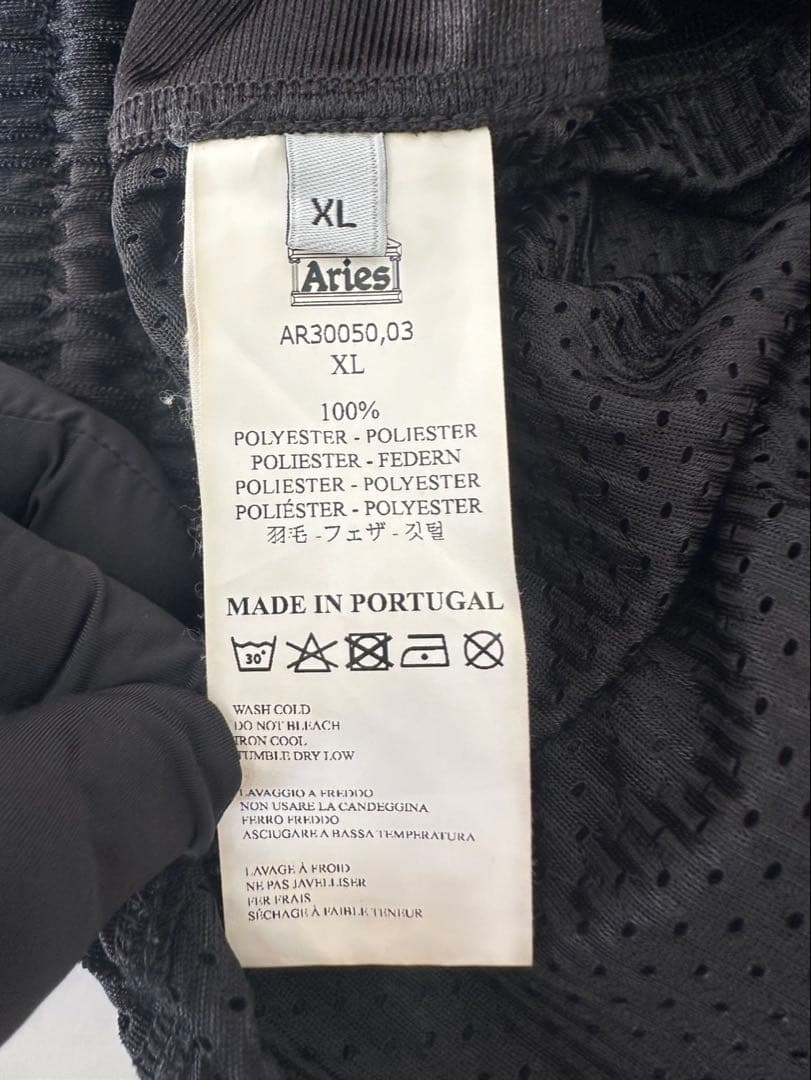 XL
Aries
AR30050,03
XL
100%
POLYESTER - POLIESTER
POLIESTER - FEDERN
POLIESTER - POLYESTER
POLIÉSTER - POLYESTER
羽毛 -フェザ - 깃털
MADE IN PORTUGAL
30°
WASH COLD
DO NOT BLEACH
IRON COOL
TUMBLE DRY LOW
LAVAGGIO A FREDDO
NON USARE LA CANDEGGINA
FERRO FREDDO
ASCIUGARE A BASSA TEMPERATURA
LAVAGE À FROID
NE PAS JAVELLISER
FER FRAIS
SÉCHAGE À FAIBLE TENEUR